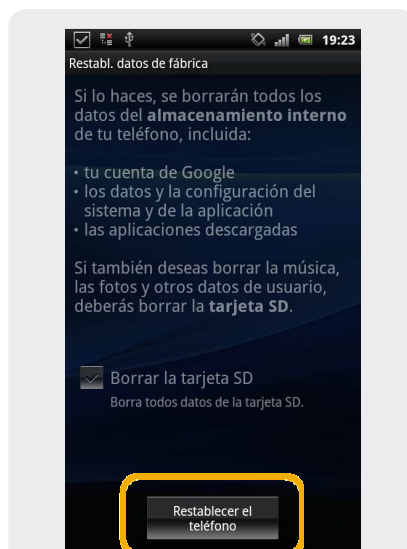 19:23
Restabl. datos de fábrica
Si lo haces, se borrarán todos los
datos del almacenamiento interno
de tu teléfono, incluida:
• tu cuenta de Google
• los datos y la configuración del
sistema y de la aplicación
• las aplicaciones descargadas
Si también deseas borrar la música,
las fotos y otros datos de usuario,
deberás borrar la tarjeta SD.
Borrar la tarjeta SD
Borra todos datos de la tarjeta SD.
Restablecer el
teléfono